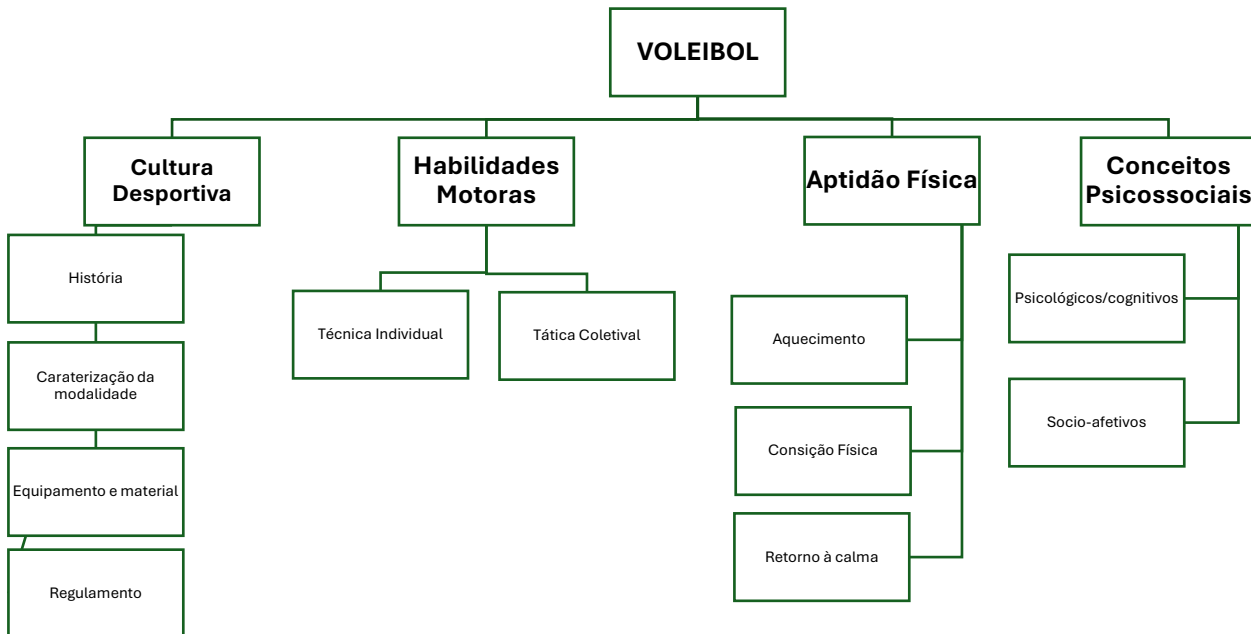 VOLEIBOL
Cultura
Desportiva
Habilidades
Motoras
Aptidão Física
Conceitos
Psicossociais
História
Caraterização da
modalidade
Equipamento e material
Regulamento
Técnica Individual
Tática Coletival
Aquecimento
Consição Física
Retorno à calma
Psicológicos/cognitivos
Socio-afetivos